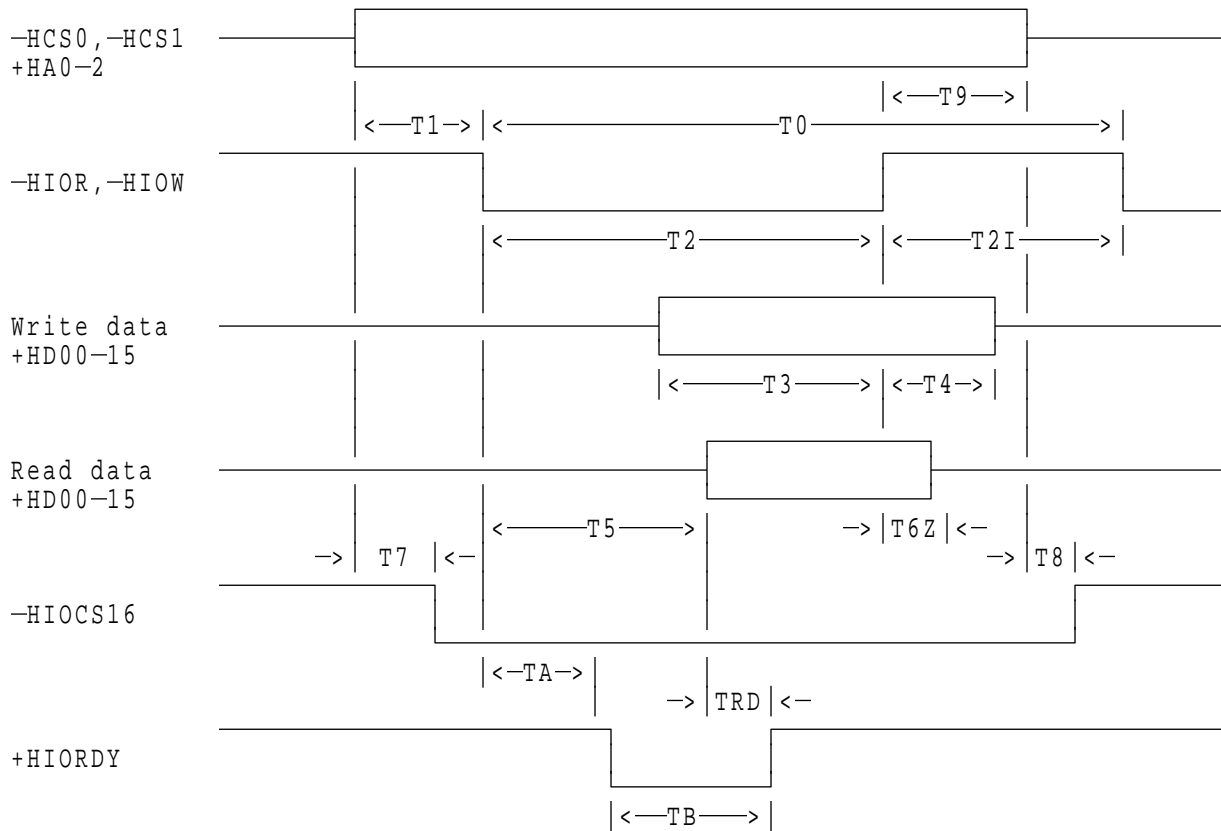 —HCS0,—HCS1
+HA0—2
T9
T1
T0
—HIOR,—HIOW
T2
T2I
Write data
+HD00—15
T3
T4
Read data
+HD00—15
T5
T6Z
T7
T8
—HIOCS16
TA
TRD
+HIORDY
TB